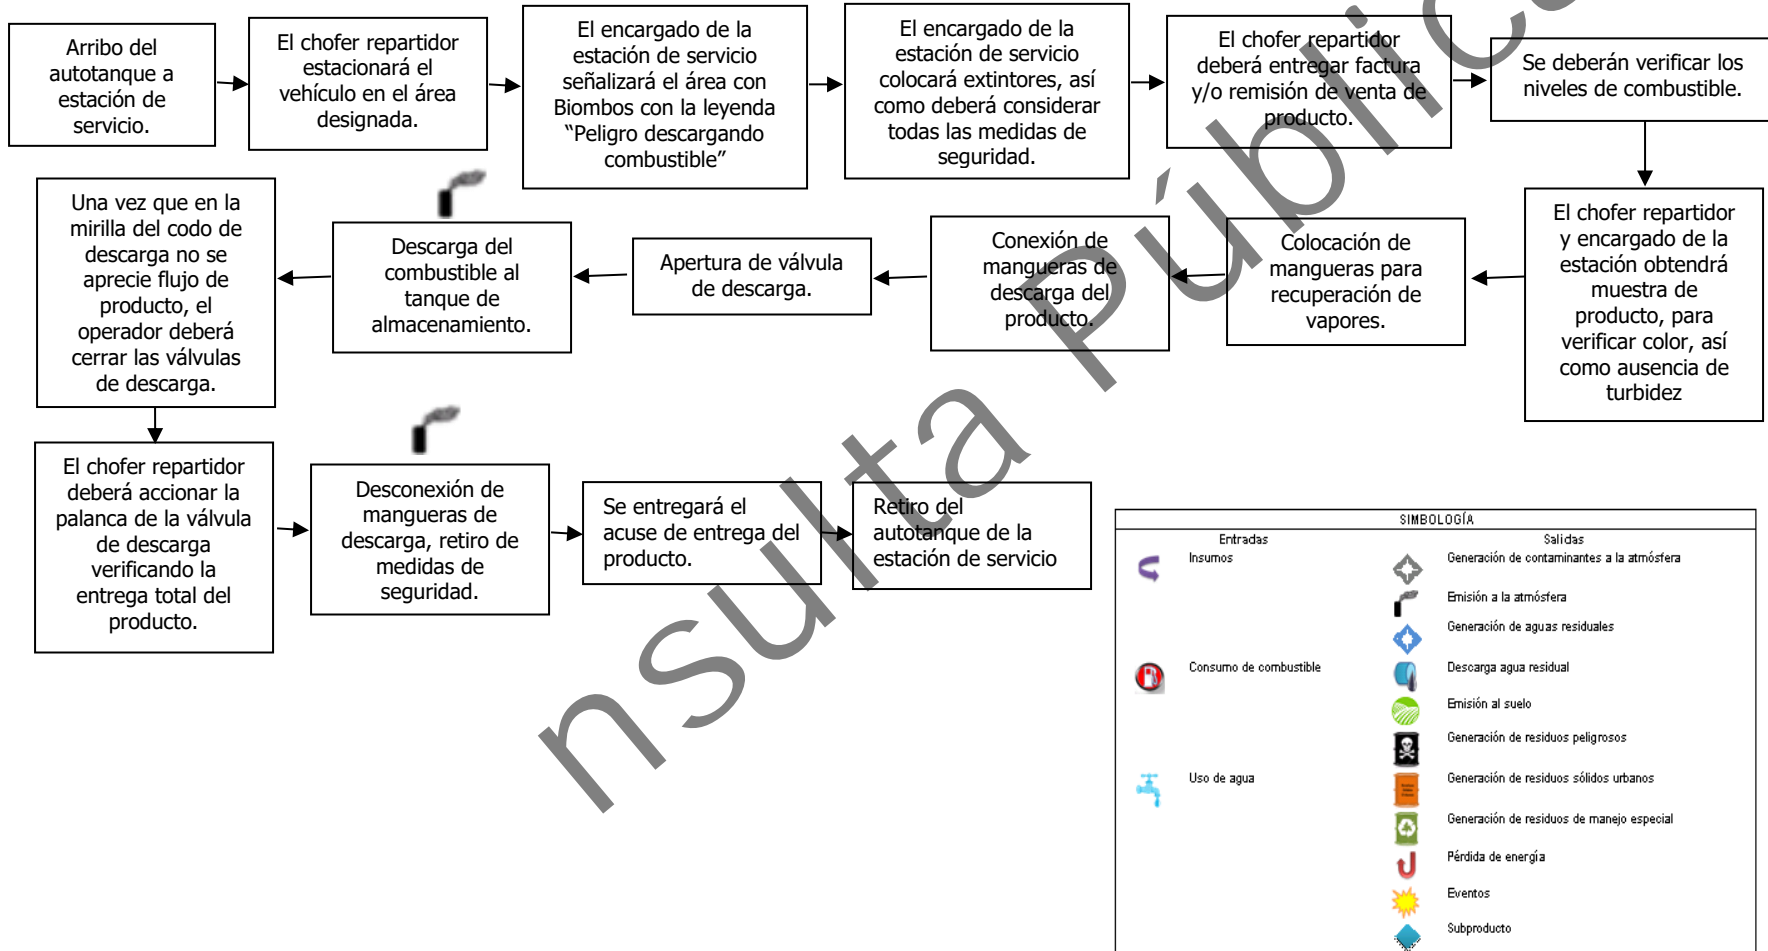 Arribo del
autotanque a
estación de
servicio.
El chofer repartidor
estacionará el
vehículo en el área
designada.
El encargado de la
estación de servicio
señalizará el área con
Biombos con la leyenda
“Peligro descargando
combustible”
El encargado de la
estación de servicio
colocará extintores, así
como deberá considerar
todas las medidas de
seguridad.
El chofer repartidor
deberá entregar factura
y/o remisión de venta de
producto.
Se deberán verificar los
niveles de combustible.
El chofer repartidor
y encargado de la
estación obtendrá
muestra de
producto, para
verificar color, así
como ausencia de
turbidez
Colocación de
mangueras para
recuperación de
vapores.
Conexión de
mangueras de
descarga del
producto.
Apertura de válvula
de descarga.
Descarga del
combustible al
tanque de
almacenamiento.
Una vez que en la
mirilla del codo de
descarga no se
aprecie flujo de
producto, el
operador deberá
cerrar las válvulas
de descarga.
El chofer repartidor
deberá accionar la
palanca de la válvula
de descarga
verificando la
entrega total del
producto.
Desconexión de
mangueras de
descarga, retiro de
medidas de
seguridad.
Se entregará el
acuse de entrega del
producto.
Retiro del
autotanque de la
estación de servicio
nsulta Públic
SIMBOLOGÍA
Entradas
Salidas
Insumos
Generación de contaminantes a la atmósfera
Emisión a la atmósfera
Generación de aguas residuales
Consumo de combustible
Descarga agua residual
Emisión al suelo
Generación de residuos peligrosos
Uso de agua
Generación de residuos sólidos urbanos
Generación de residuos de manejo especial
Pérdida de energía
Eventos
Subproducto